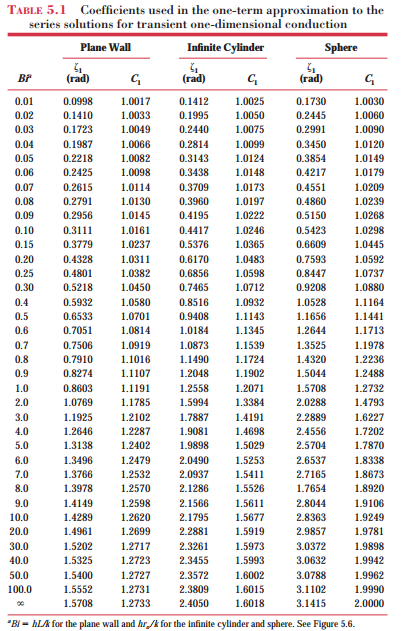 TABLE 5.1 Coefficients used in the one-term approximation to the
series solutions for transient one-dimensional conduction
Plane Wall Infinite Cylinder Sphere
Biᵃ ζ₁ (rad) C₁ ζ₁ (rad) C₁ ζ₁ (rad) C₁
0.01 0.0998 1.0017 0.1412 1.0025 0.1730 1.0030
0.02 0.1410 1.0033 0.1995 1.0050 0.2445 1.0060
0.03 0.1723 1.0049 0.2440 1.0075 0.2991 1.0090
0.04 0.1987 1.0066 0.2814 1.0099 0.3450 1.0120
0.05 0.2218 1.0082 0.3143 1.0124 0.3854 1.0149
0.06 0.2425 1.0098 0.3438 1.0148 0.4217 1.0179
0.07 0.2615 1.0114 0.3709 1.0173 0.4551 1.0209
0.08 0.2791 1.0130 0.3960 1.0197 0.4860 1.0239
0.09 0.2956 1.0145 0.4195 1.0222 0.5150 1.0268
0.10 0.3111 1.0161 0.4417 1.0246 0.5423 1.0298
0.15 0.3779 1.0237 0.5376 1.0365 0.6609 1.0445
0.20 0.4328 1.0311 0.6170 1.0483 0.7593 1.0592
0.25 0.4801 1.0382 0.6856 1.0598 0.8447 1.0737
0.30 0.5218 1.0450 0.7465 1.0712 0.9208 1.0880
0.4 0.5932 1.0580 0.8516 1.0932 1.0528 1.1164
0.5 0.6533 1.0701 0.9408 1.1143 1.1656 1.1441
0.6 0.7051 1.0814 1.0184 1.1345 1.2644 1.1713
0.7 0.7506 1.0919 1.0873 1.1539 1.3525 1.1978
0.8 0.7910 1.1016 1.1490 1.1724 1.4320 1.2236
0.9 0.8274 1.1107 1.2048 1.1902 1.5044 1.2488
1.0 0.8603 1.1191 1.2558 1.2071 1.5708 1.2732
2.0 1.0769 1.1785 1.5994 1.3384 2.0288 1.4793
3.0 1.1925 1.2102 1.7887 1.4191 2.2889 1.6227
4.0 1.2646 1.2287 1.9081 1.4698 2.4556 1.7202
5.0 1.3138 1.2402 1.9898 1.5029 2.5704 1.7870
6.0 1.3496 1.2479 2.0490 1.5253 2.6537 1.8338
7.0 1.3766 1.2532 2.0937 1.5411 2.7165 1.8673
8.0 1.3978 1.2570 2.1286 1.5526 1.7654 1.8920
9.0 1.4149 1.2598 2.1566 1.5611 2.8044 1.9106
10.0 1.4289 1.2620 2.1795 1.5677 2.8363 1.9249
20.0 1.4961 1.2699 2.2881 1.5919 2.9857 1.9781
30.0 1.5202 1.2717 2.3261 1.5973 3.0372 1.9898
40.0 1.5325 1.2723 2.3455 1.5993 3.0632 1.9942
50.0 1.5400 1.2727 2.3572 1.6002 3.0788 1.9962
100.0 1.5552 1.2731 2.3809 1.6015 3.1102 1.9990
∞ 1.5708 1.2733 2.4050 1.6018 3.1415 2.0000
ᵃBi = hL/k for the plane wall and hrₒ/k for the infinite cylinder and sphere. See Figure 5.6.